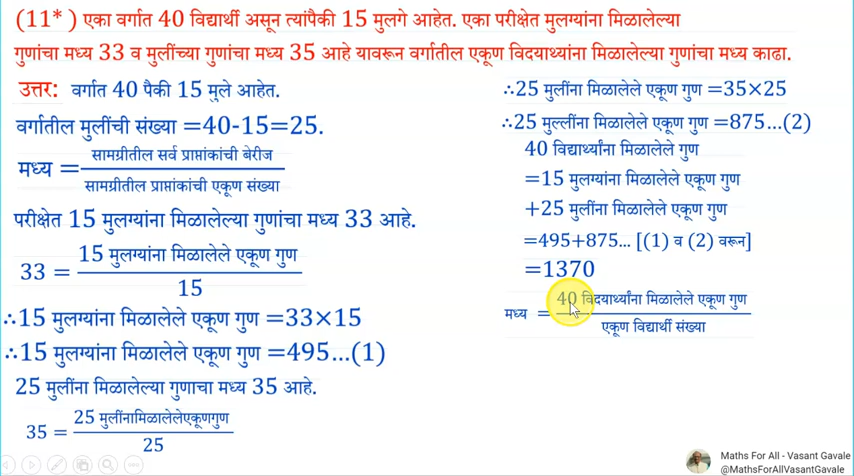 (11*) एका वर्गात 40 विद्यार्थी असून त्यांपैकी 15 मुलगे आहेत. एका परीक्षेत मुलग्यांना मिळालेल्या
गुणांचा मध्य 33 व मुलींच्या गुणांचा मध्य 35 आहे यावरून वर्गातील एकूण विदयार्थ्यांना मिळालेल्या गुणांचा मध्य काढा.
उत्तर: वर्गात 40 पैकी 15 मुले आहेत.
वर्गातील मुलींची संख्या =40-15=25.
मध्य = सामग्रीतील सर्व प्राप्तांकांची बेरीज
सामग्रीतील प्राप्तांकांची एकूण संख्या
परीक्षेत 15 मुलग्यांना मिळालेल्या गुणांचा मध्य 33 आहे.
33 = 15 मुलग्यांना मिळालेले एकूण गुण
15
∴15 मुलग्यांना मिळालेले एकूण गुण =33×15
∴15 मुलग्यांना मिळालेले एकूण गुण =495...(1)
25 मुलींना मिळालेल्या गुणाचा मध्य 35 आहे.
35 = 25 मुलींनामिळालेलेएकूणगुण
25
∴25 मुलींना मिळालेले एकूण गुण =35×25
∴25 मुल्लींना मिळालेले एकूण गुण =875...(2)
40 विद्यार्थ्यांना मिळालेले गुण
=15 मुलग्यांना मिळालेले एकूण गुण
+25 मुलींना मिळालेले एकूण गुण
=495+875... [(1) व (2) वरून]
=1370
मध्य = 40 विदयार्थ्यांना मिळालेले एकूण गुण
एकूण विद्यार्थी संख्या
Maths For All - Vasant Gavale
@MathsForAllVasantGavale